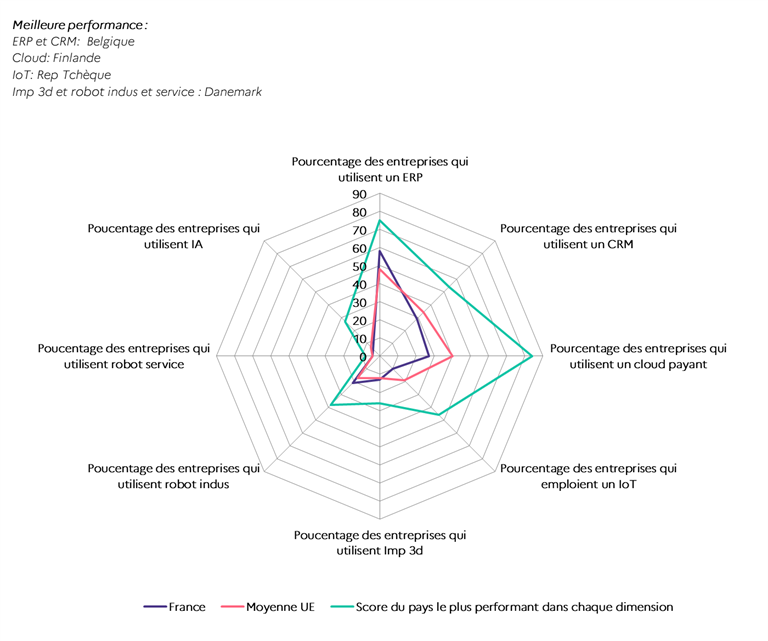 Meilleure performance :
ERP et CRM: Belgique
Cloud: Finlande
IoT: Rep Tchèque
Imp 3d et robot indus et service : Danemark
Pourcentage des entreprises qui
utilisent un ERP
90
80
70
60
50
40
30
20
10
0
Poucentage des entreprises qui
utilisent IA
Pourcentage des entreprises qui
utilisent un CRM
Poucentage des entreprises qui
utilisent robot service
Pourcentage des entreprises qui
utilisent un cloud payant
Poucentage des entreprises qui
utilisent robot indus
Pourcentage des entreprises qui
emploient un IoT
Poucentage des entreprises qui
utilisent Imp 3d
France
Moyenne UE
Score du pays le plus performant dans chaque dimension